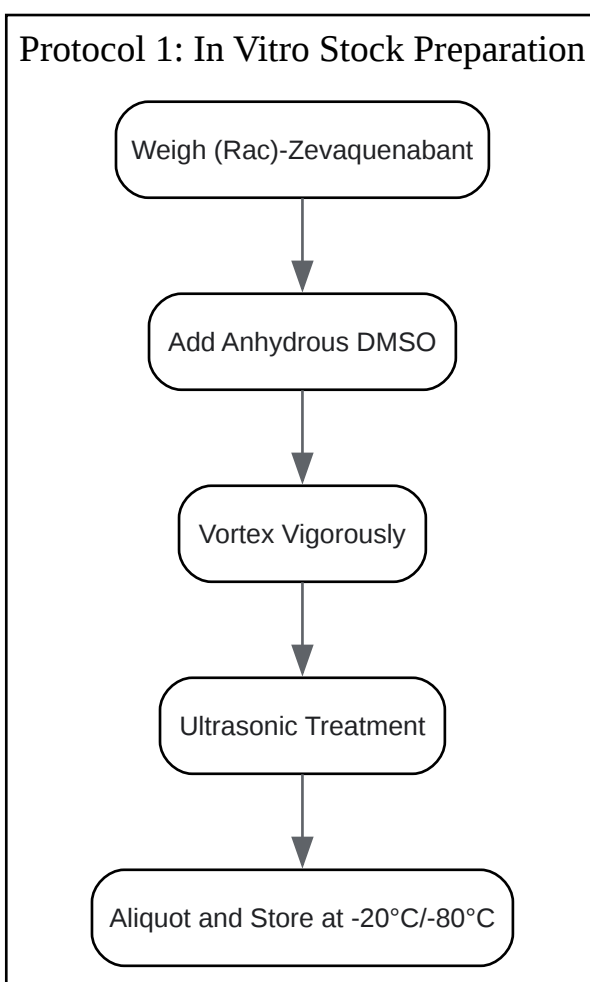 Protocol 1: In Vitro Stock Preparation
Weigh (Rac)-Zevaquenabant
Add Anhydrous DMSO
Vortex Vigorously
Ultrasonic Treatment
Aliquot and Store at -20°C/-80°C